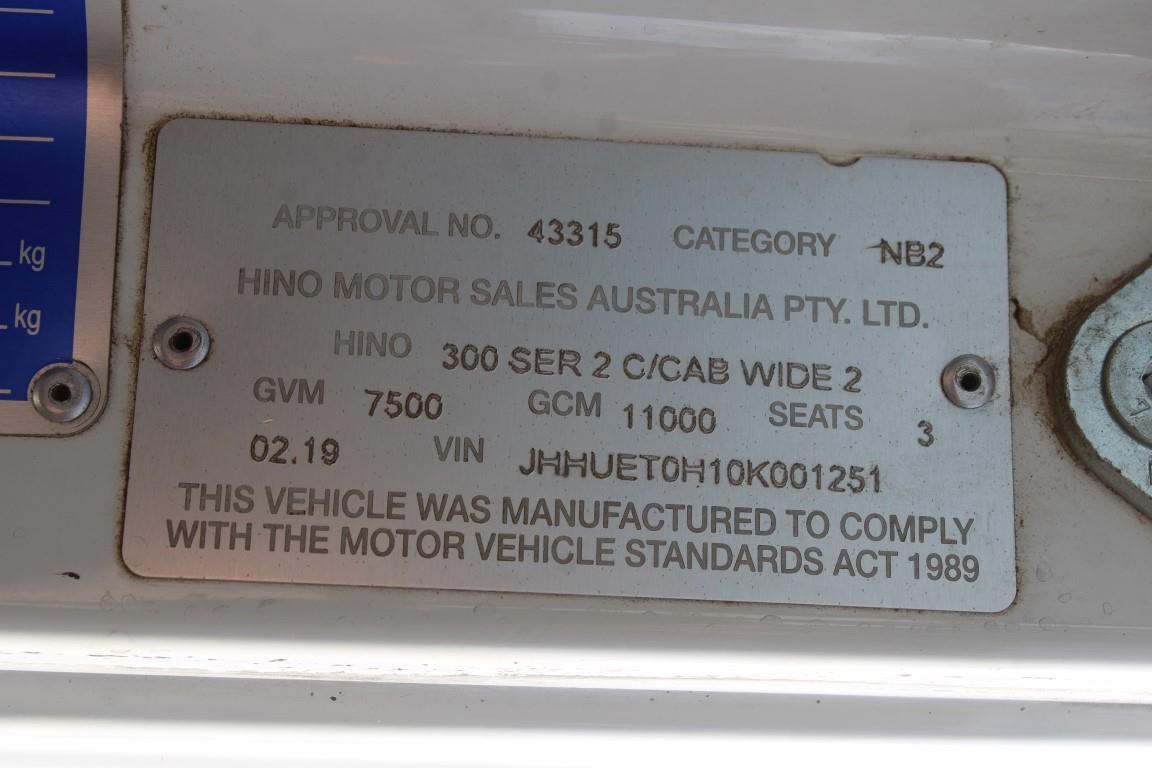 kg
kg
APPROVAL NO. 43315 CATEGORY NB2
HINO MOTOR SALES AUSTRALIA PTY. LTD.
HINO 300 SER 2 C/CAB WIDE 2
GVM 7500 GCM 11000 SEATS 3
02.19 VIN JHHUET0H10K001251
THIS VEHICLE WAS MANUFACTURED TO COMPLY
WITH THE MOTOR VEHICLE STANDARDS ACT 1989